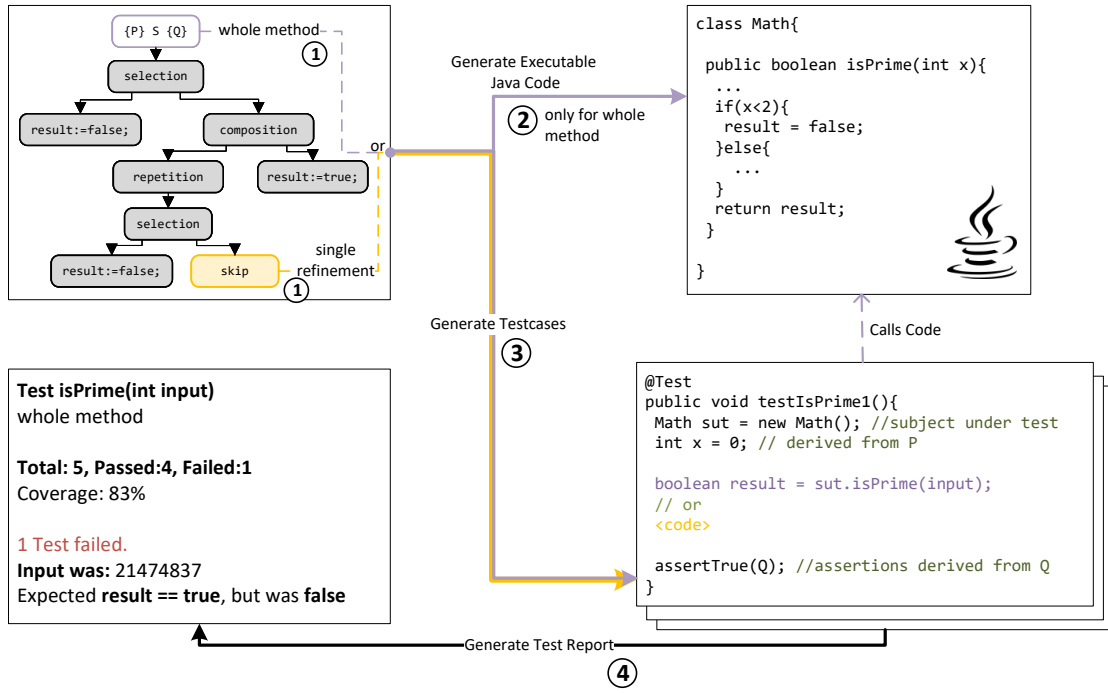 {P} S {Q}
whole method
1
selection
result:=false;
composition
or
repetition
result:=true;
selection
result:=false;
skip
single
refinement
1
Generate Executable
Java Code
2
only for whole
method
class Math{
public boolean isPrime(int x){
...
if(x<2){
result = false;
}else{
...
}
return result;
}
}
Generate Testcases
3
Calls Code
@Test
public void testIsPrime1(){
Math sut = new Math(); //subject under test
int x = 0; // derived from P
boolean result = sut.isPrime(input);
// or
<code>
assertTrue(Q); //assertions derived from Q
}
Test isPrime(int input)
whole method
Total: 5, Passed:4, Failed:1
Coverage: 83%
1 Test failed.
Input was: 21474837
Expected result == true, but was false
Generate Test Report
4